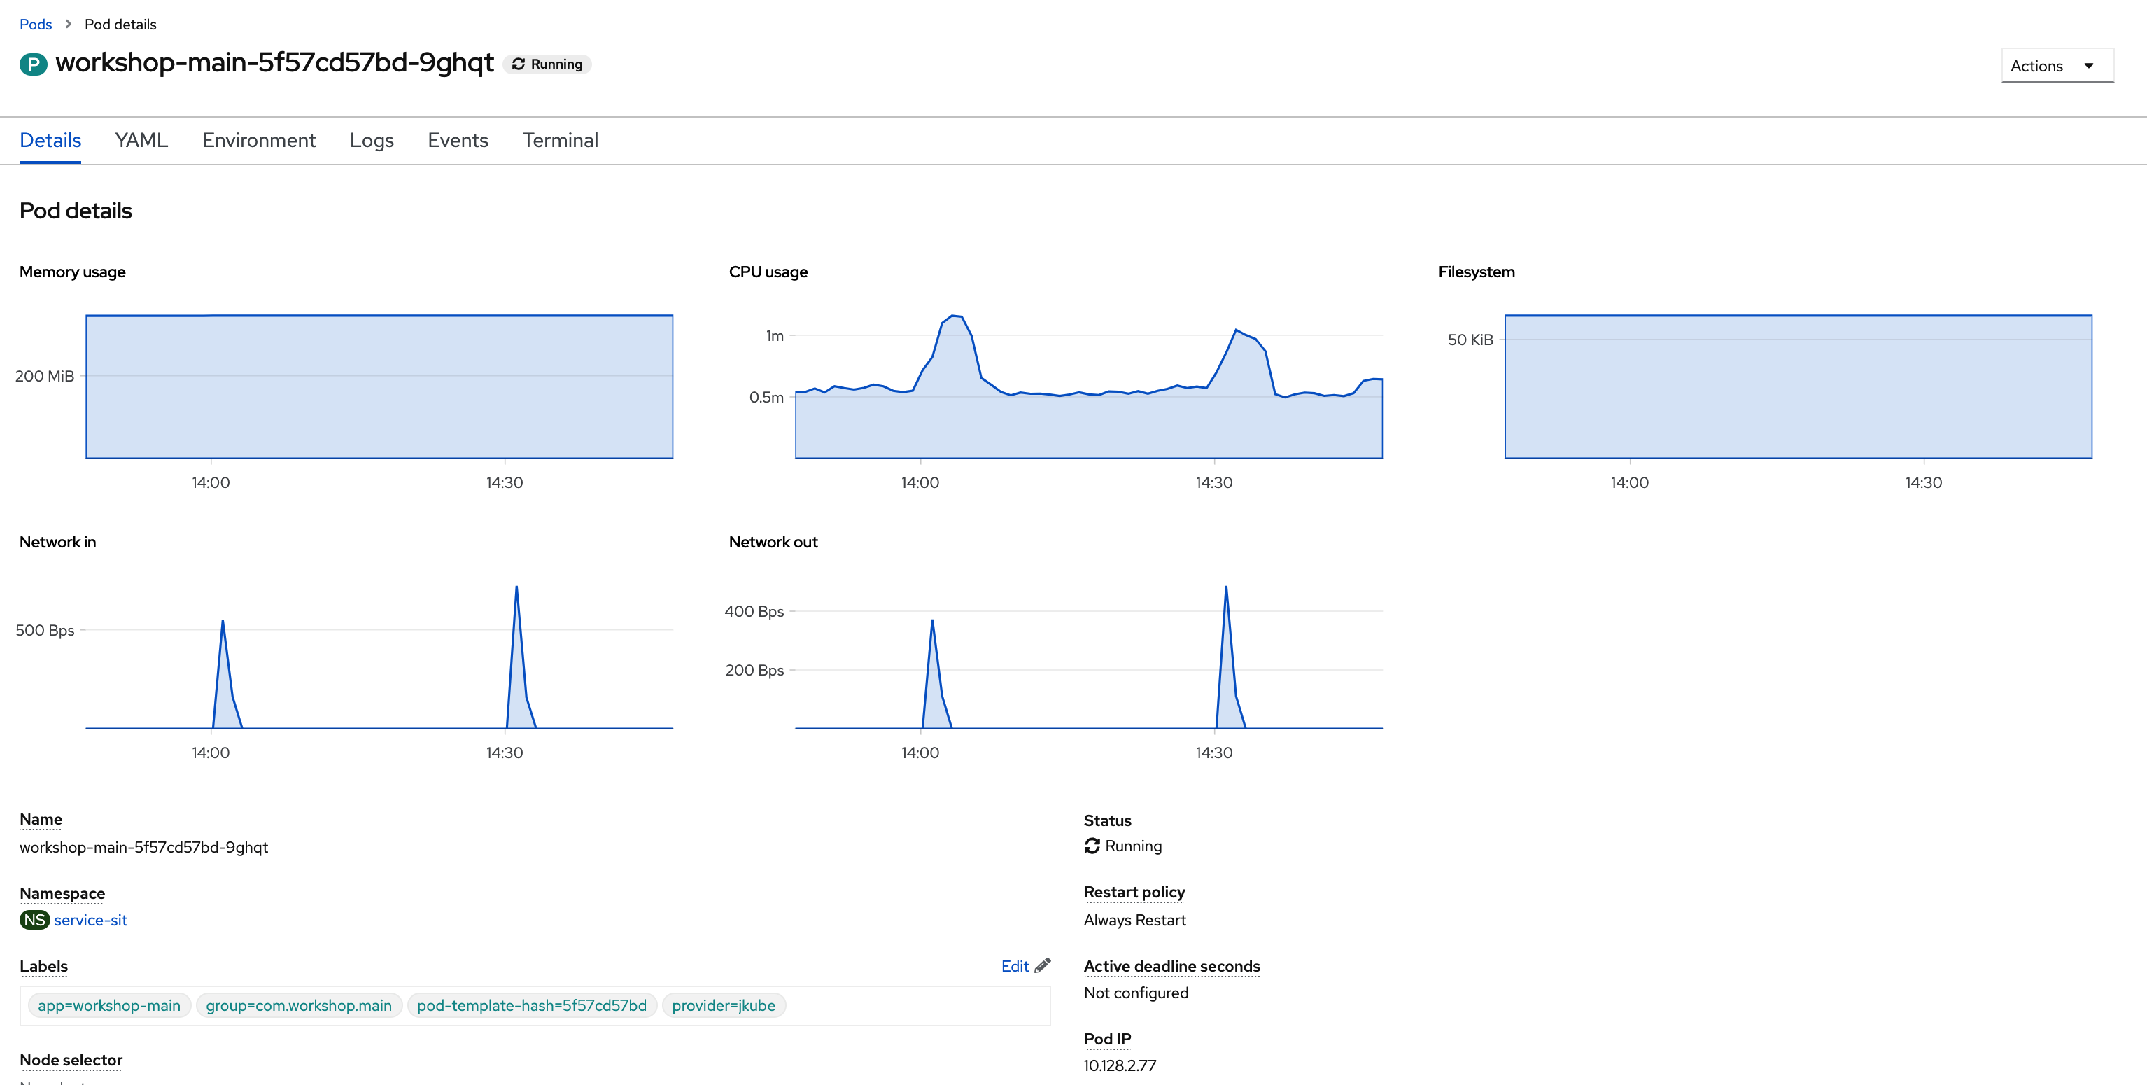 Pods > Pod details
P workshop-main-5f57cd57bd-9ghqt Running
Actions
Details YAML Environment Logs Events Terminal
Pod details
Memory usage
200 MiB
14:00 14:30
CPU usage
1m
0.5m
14:00 14:30
Filesystem
50 KiB
14:00 14:30
Network in
500 Bps
14:00 14:30
Network out
400 Bps
200 Bps
14:00 14:30
Name
workshop-main-5f57cd57bd-9ghqt
Namespace
NS service-sit
Labels Edit
app=workshop-main group=com.workshop.main pod-template-hash=5f57cd57bd provider=jkube
Node selector
Status
Running
Restart policy
Always Restart
Active deadline seconds
Not configured
Pod IP
10.128.2.77